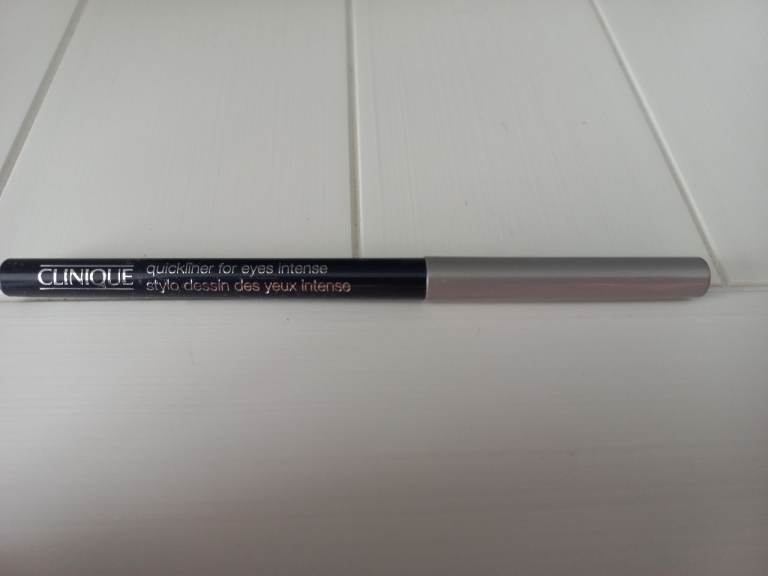 CLINIQUE
quickliner for eyes intense
stylo dessin des yeux intense